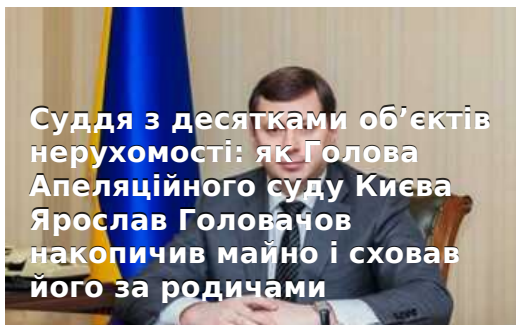 Суддя з десятками об’єктів
нерухомості: як Голова
Апеляційного суду Києва
Ярослав Головачов
накопичив майно і сховав
його за родичами